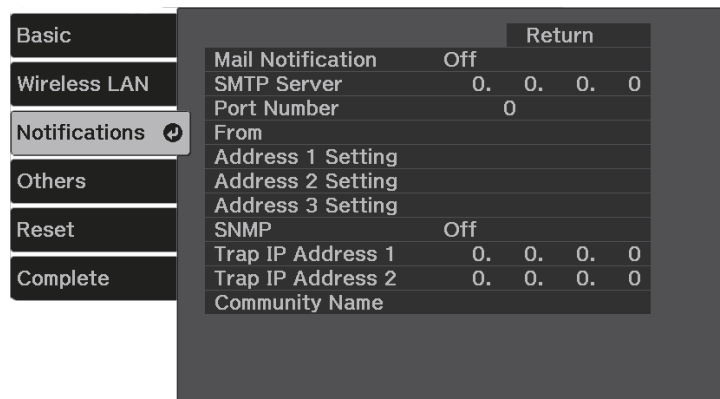 Basic
Wireless LAN
Notifications
Others
Reset
Complete
Return
Mail Notification Off
SMTP Server 0. 0. 0. 0
Port Number 0
From
Address 1 Setting
Address 2 Setting
Address 3 Setting
SNMP Off
Trap IP Address 1 0. 0. 0. 0
Trap IP Address 2 0. 0. 0. 0
Community Name